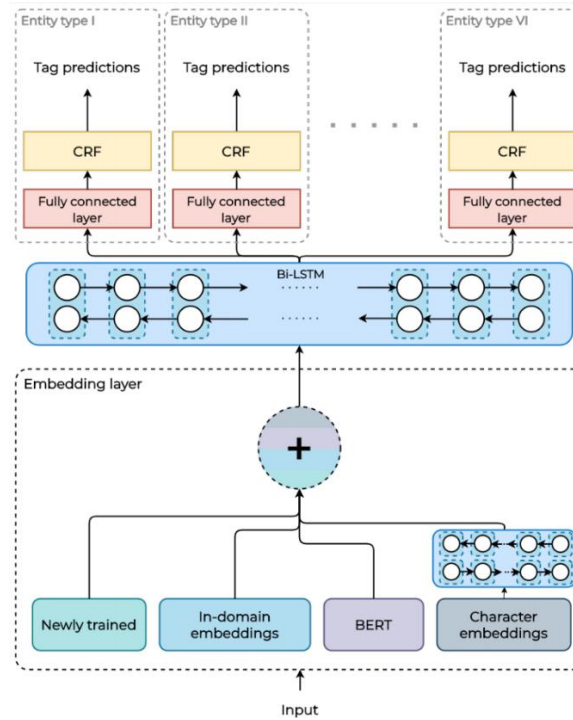 Entity type I
Entity type II
Entity type VI
Tag predictions
Tag predictions
Tag predictions
CRF
CRF
CRF
Fully connected
layer
Fully connected
layer
Fully connected
layer
Bi-LSTM
Embedding layer
+
Newly trained
In-domain
embeddings
BERT
Character
embeddings
Input